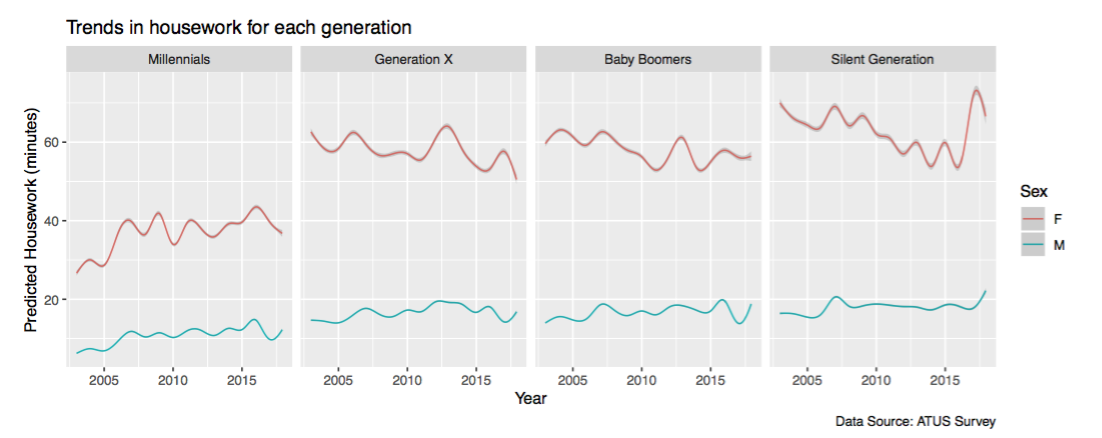 Trends in housework for each generation
Millennials Generation X Baby Boomers Silent Generation
Predicted Housework (minutes)
60
40
20
2005 2010 2015 2005 2010 2015 2005 2010 2015 2005 2010 2015
Year
Sex
F
M
Data Source: ATUS Survey